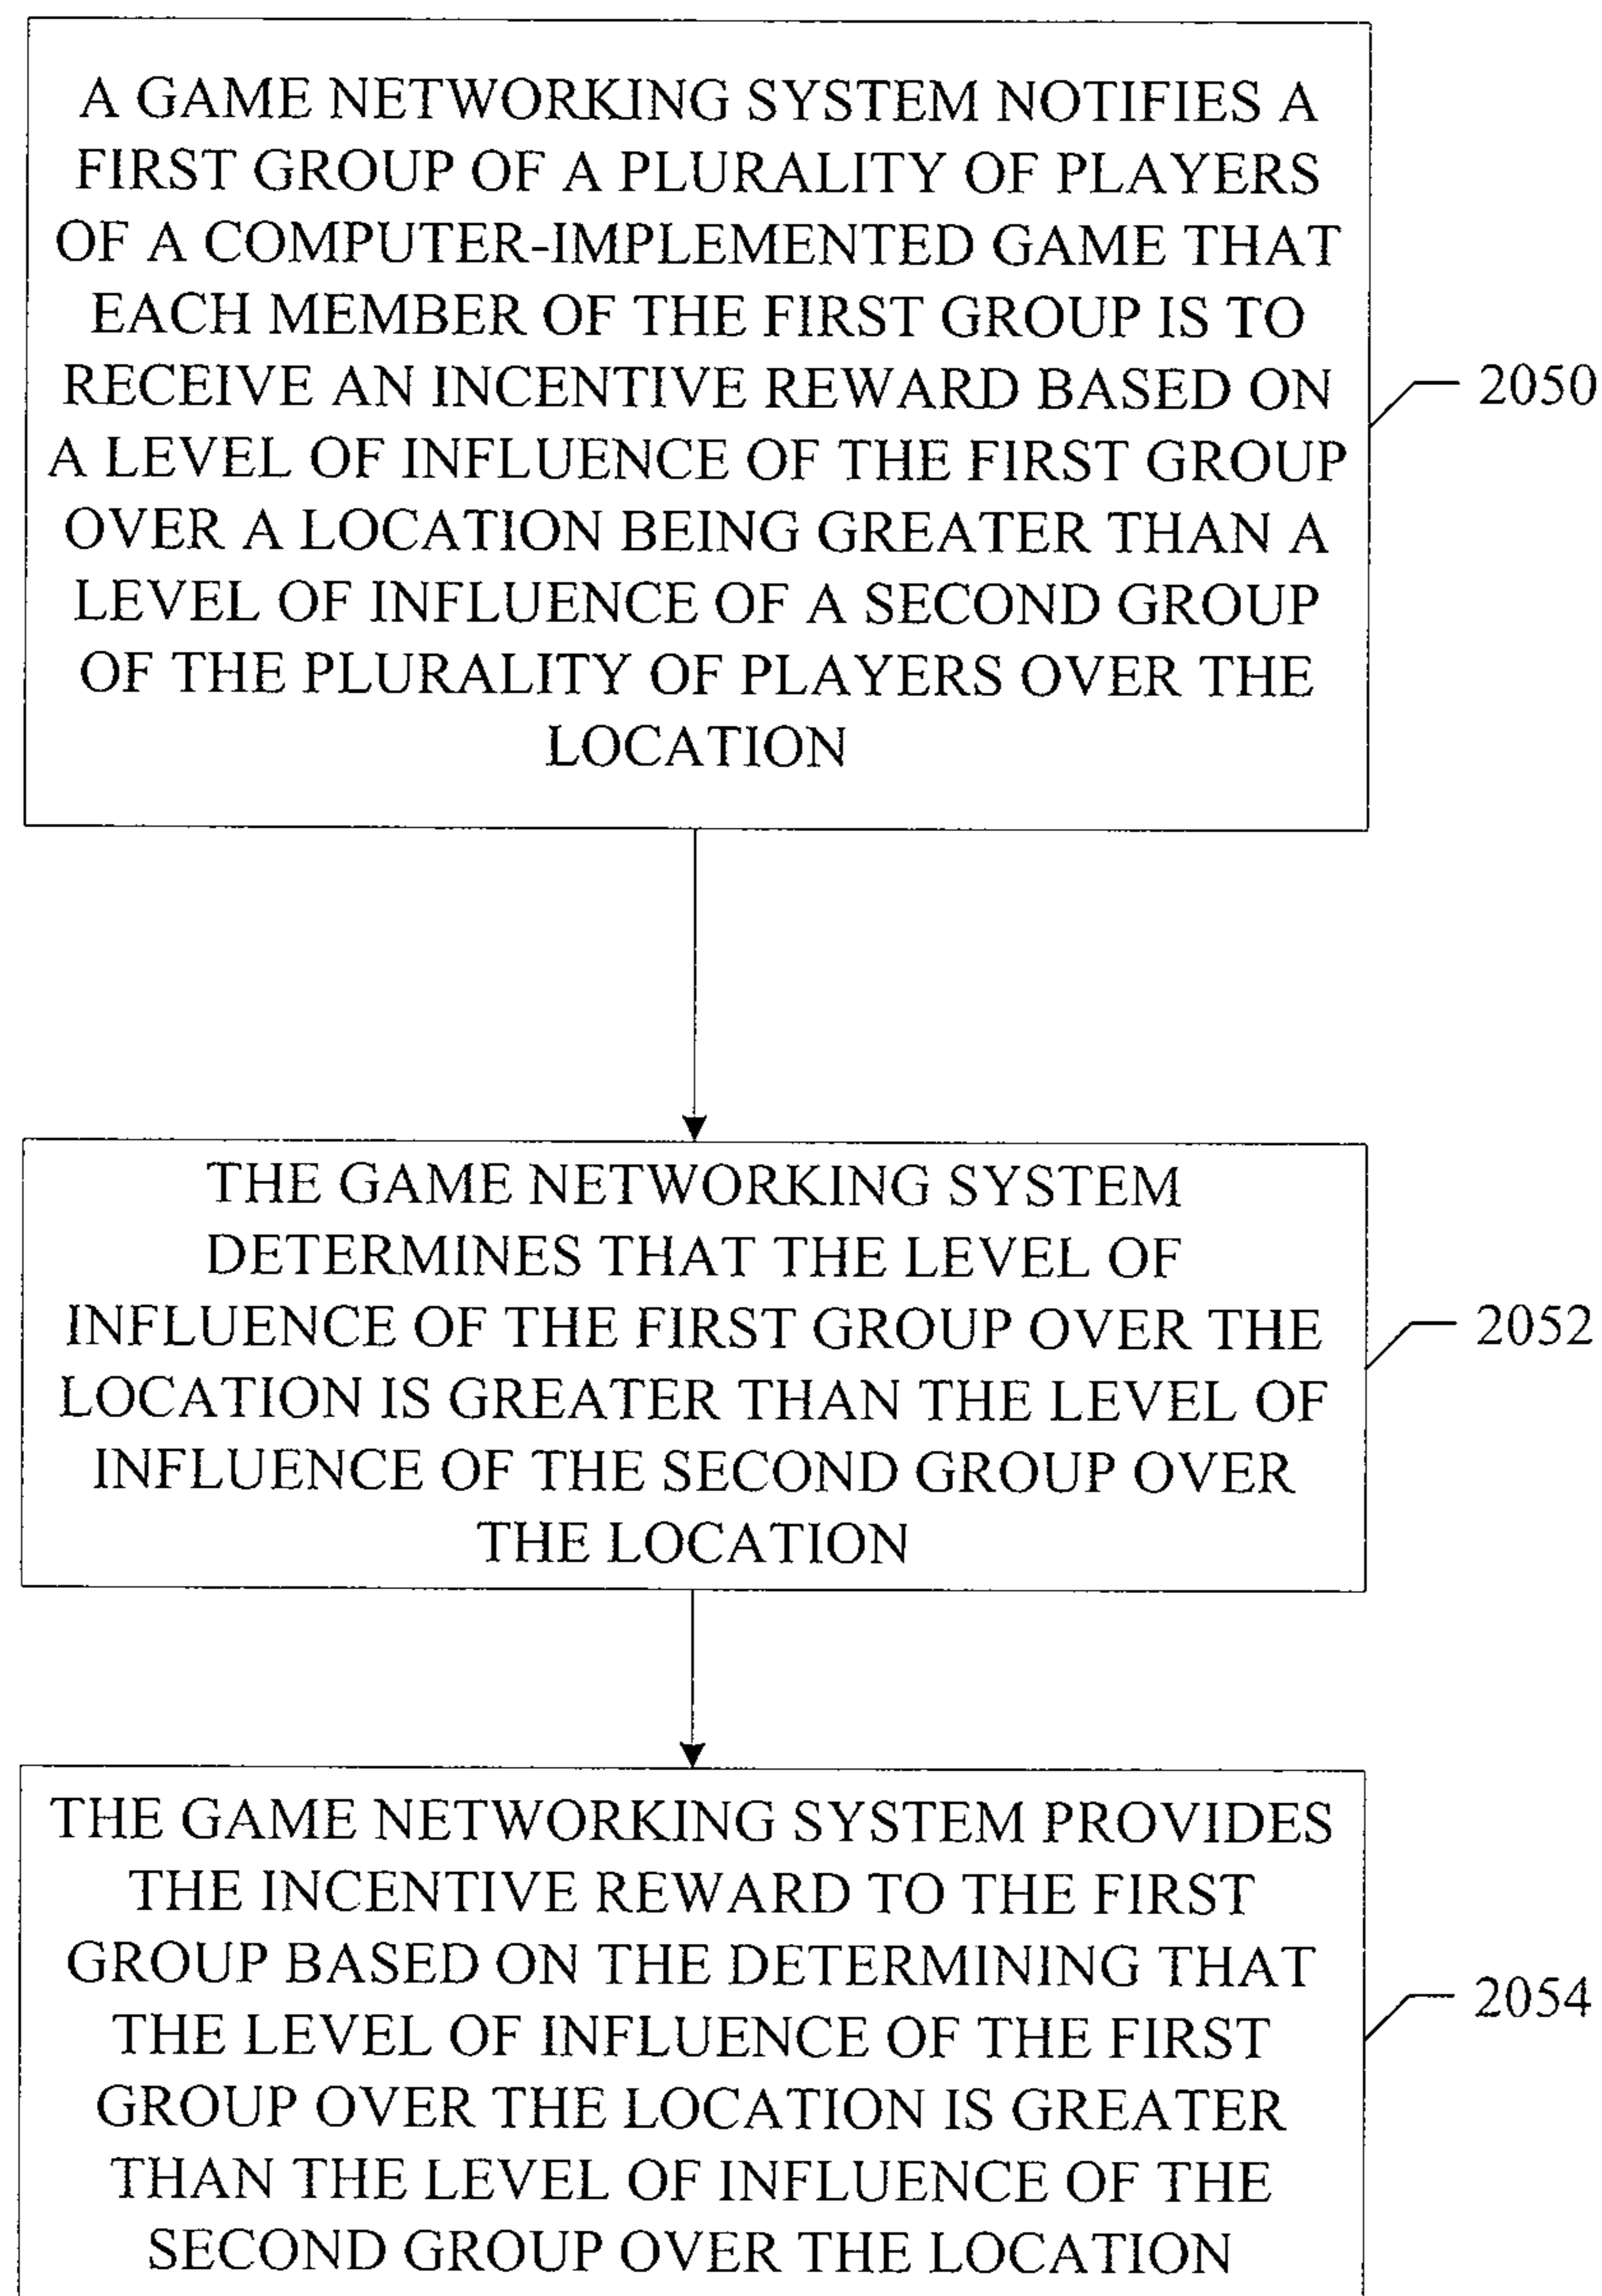 A GAME NETWORKING SYSTEM NOTIFIES A
FIRST GROUP OF A PLURALITY OF PLAYERS
OF A COMPUTER-IMPLEMENTED GAME THAT
EACH MEMBER OF THE FIRST GROUP IS TO
RECEIVE AN INCENTIVE REWARD BASED ON
A LEVEL OF INFLUENCE OF THE FIRST GROUP
OVER A LOCATION BEING GREATER THAN A
LEVEL OF INFLUENCE OF A SECOND GROUP
OF THE PLURALITY OF PLAYERS OVER THE
LOCATION
2050
THE GAME NETWORKING SYSTEM
DETERMINES THAT THE LEVEL OF
INFLUENCE OF THE FIRST GROUP OVER THE
LOCATION IS GREATER THAN THE LEVEL OF
INFLUENCE OF THE SECOND GROUP OVER
THE LOCATION
2052
THE GAME NETWORKING SYSTEM PROVIDES
THE INCENTIVE REWARD TO THE FIRST
GROUP BASED ON THE DETERMINING THAT
THE LEVEL OF INFLUENCE OF THE FIRST
GROUP OVER THE LOCATION IS GREATER
THAN THE LEVEL OF INFLUENCE OF THE
SECOND GROUP OVER THE LOCATION
2054